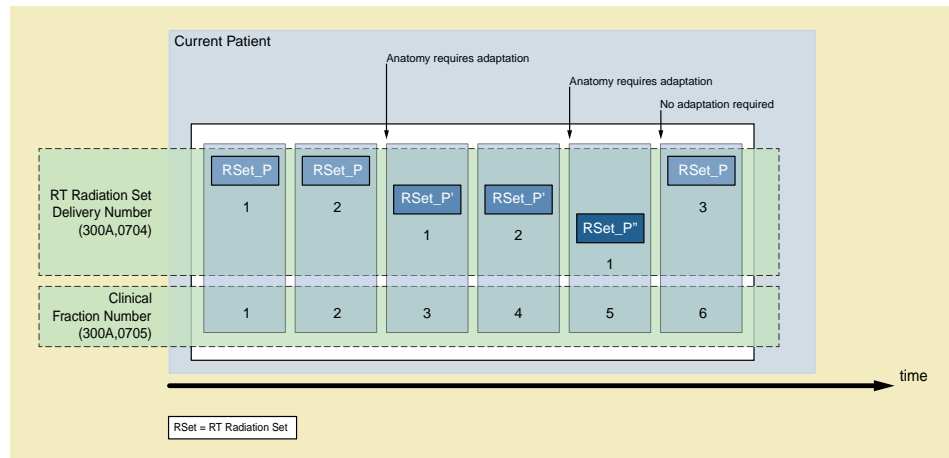 Current Patient
Anatomy requires adaptation
Anatomy requires adaptation
No adaptation required
RT Radiation Set
Delivery Number
(300A,0704)
RSet_P
RSet_P
RSet_P'
RSet_P'
RSet_P"
RSet_P
1
2
1
2
1
3
Clinical
Fraction Number
(300A,0705)
1
2
3
4
5
6
time
RSet = RT Radiation Set